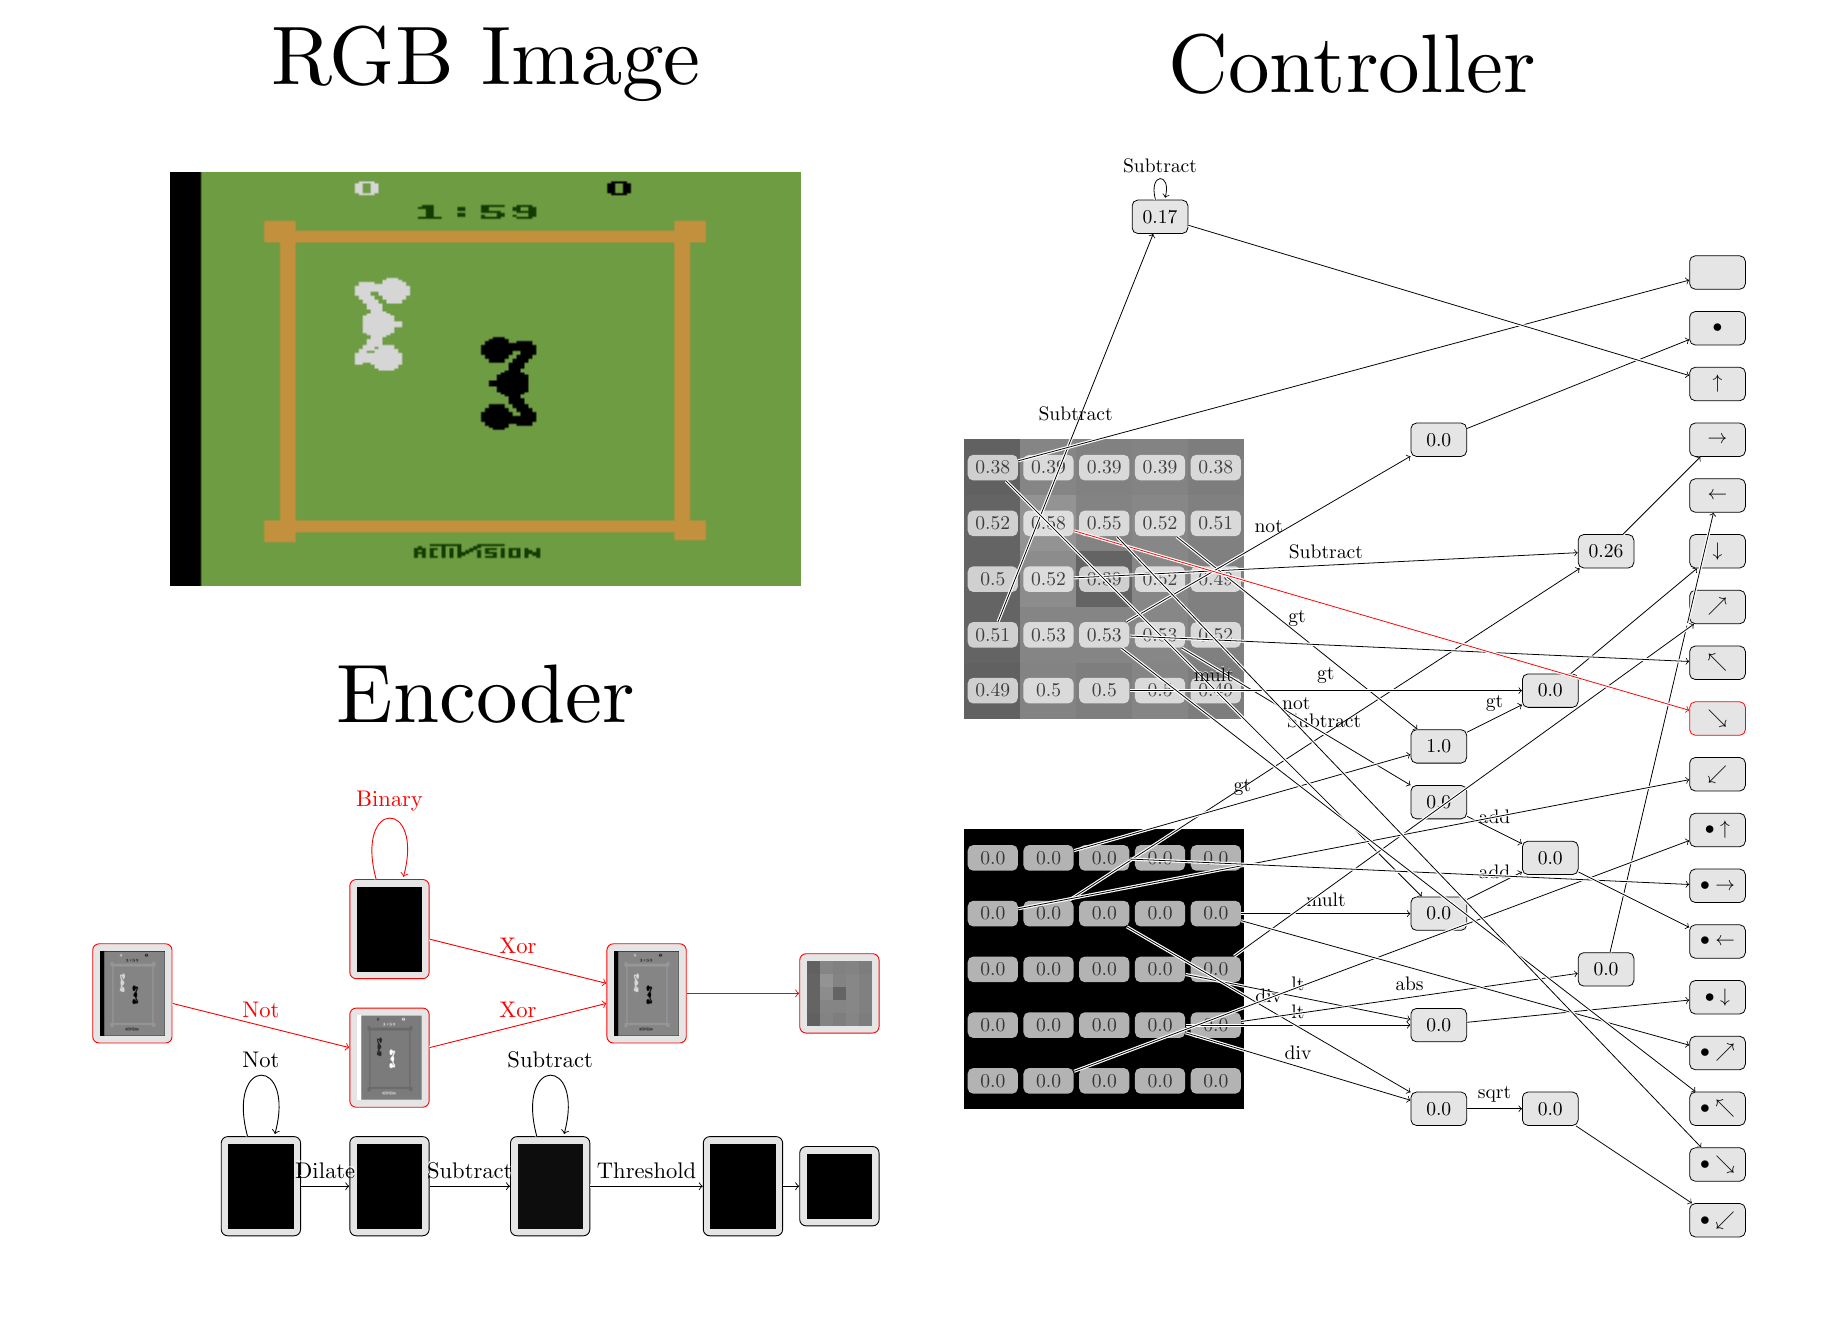 RGB Image
0 0
1:59
ACTIVISION
Encoder
Binary
Xor
Not
Xor
Not
Subtract
Dilate
Subtract
Threshold
Controller
Subtract
0.17
•
↑
Subtract
→
0.0
0.38 0.39 0.39 0.39 0.38
←
0.52 0.58 0.55 0.52 0.51
not
Subtract
0.26
↓
0.5 0.52 0.39 0.52 0.49
↗
gt
0.51 0.53 0.53 0.53 0.52
↖
mult
gt
0.49 0.5 0.5 0.5 0.49
0.0
not
gt
Subtract
↘
1.0
↙
gt
0.0
add
•↑
0.0 0.0 0.0 0.0 0.0
0.0
add
•→
mult
0.0 0.0 0.0 0.0 0.0
0.0
•←
0.0 0.0 0.0 0.0 0.0
0.0
lt
abs
div
•↓
lt
0.0 0.0 0.0 0.0 0.0
0.0
div
•↗
0.0 0.0 0.0 0.0 0.0
sqrt
0.0
0.0
•↖
•↘
•↙